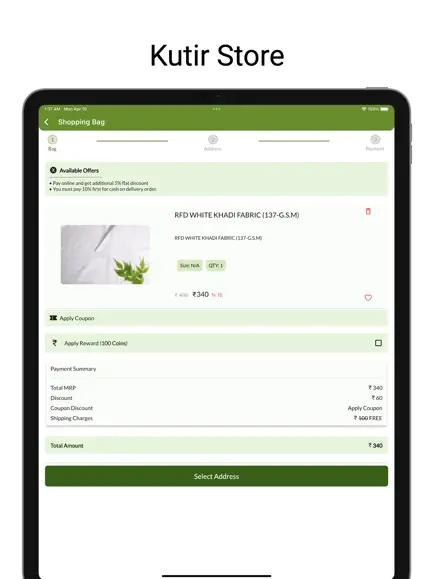 Kutir Store
1:37 AM Mon Apr 10
100%
Shopping Bag
1
2
3
Bag
Address
Payment
Available Offers
• Pay online and get additional 5% flat discount
• You must pay 10% first for cash on delivery order.
RFD WHITE KHADI FABRIC (137-G.S.M)
RFD WHITE KHADI FABRIC (137-G.S.M)
Size: N/A QTY: 1
₹ 400 ₹340 % 15
Apply Coupon
₹ Apply Reward (100 Coins)
Payment Summary
Total MRP ₹ 340
Discount ₹ 60
Coupon Discount Apply Coupon
Shipping Charges ₹ 100 FREE
Total Amount ₹ 340
Select Address